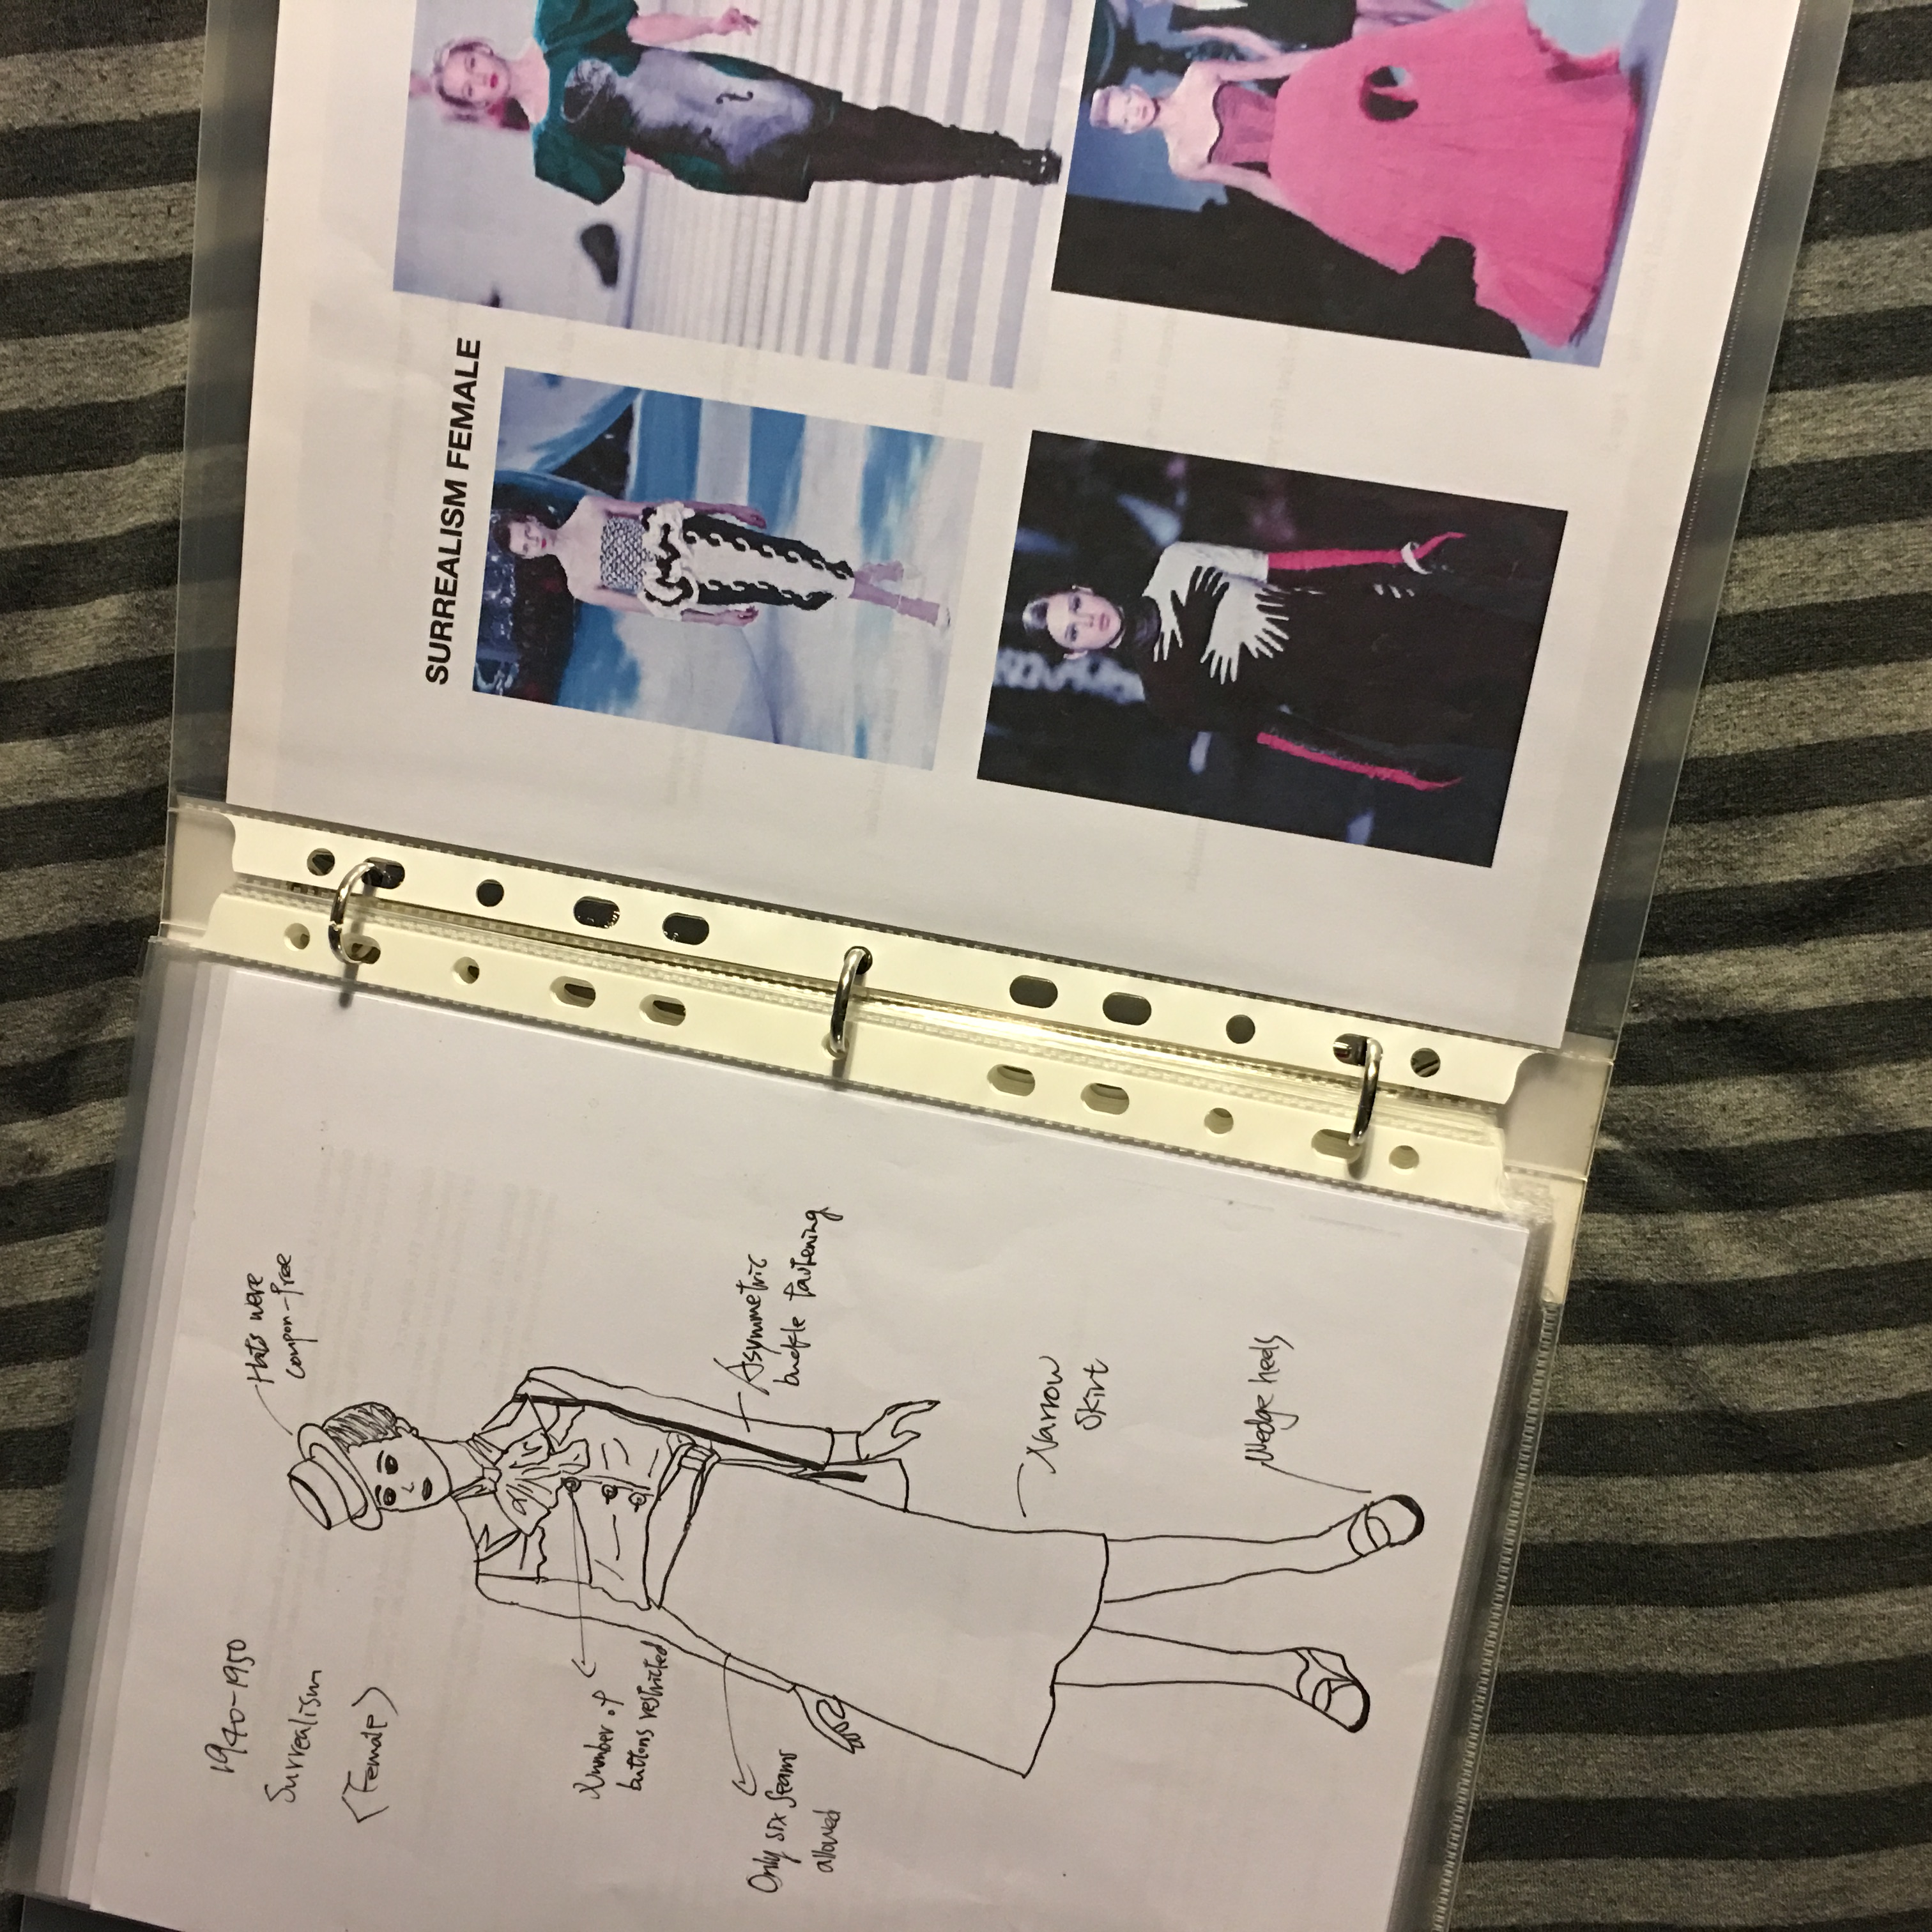 1940-1950
Surrealism
<Female>
Hats were
coupon-free
Number of
buttons restricted
Only six seams
allowed
Asymmetric
buckle fastening
Narrow
Skirt
Wedge heels
SURREALISM FEMALE